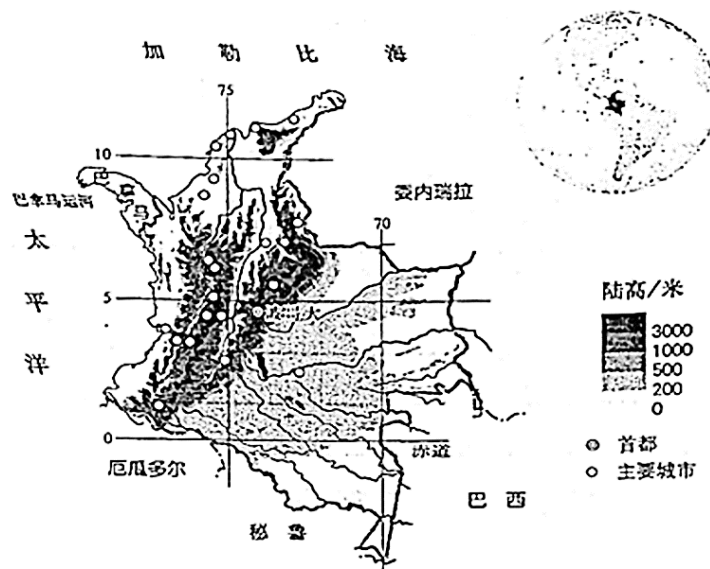 加勒比海
75
10
巴拿马运河
巴拿马
委内瑞拉
70
太平洋
5
陆高/米
3000
1000
500
200
0
0
赤道
首都
主要城市
厄瓜多尔
巴西
秘鲁